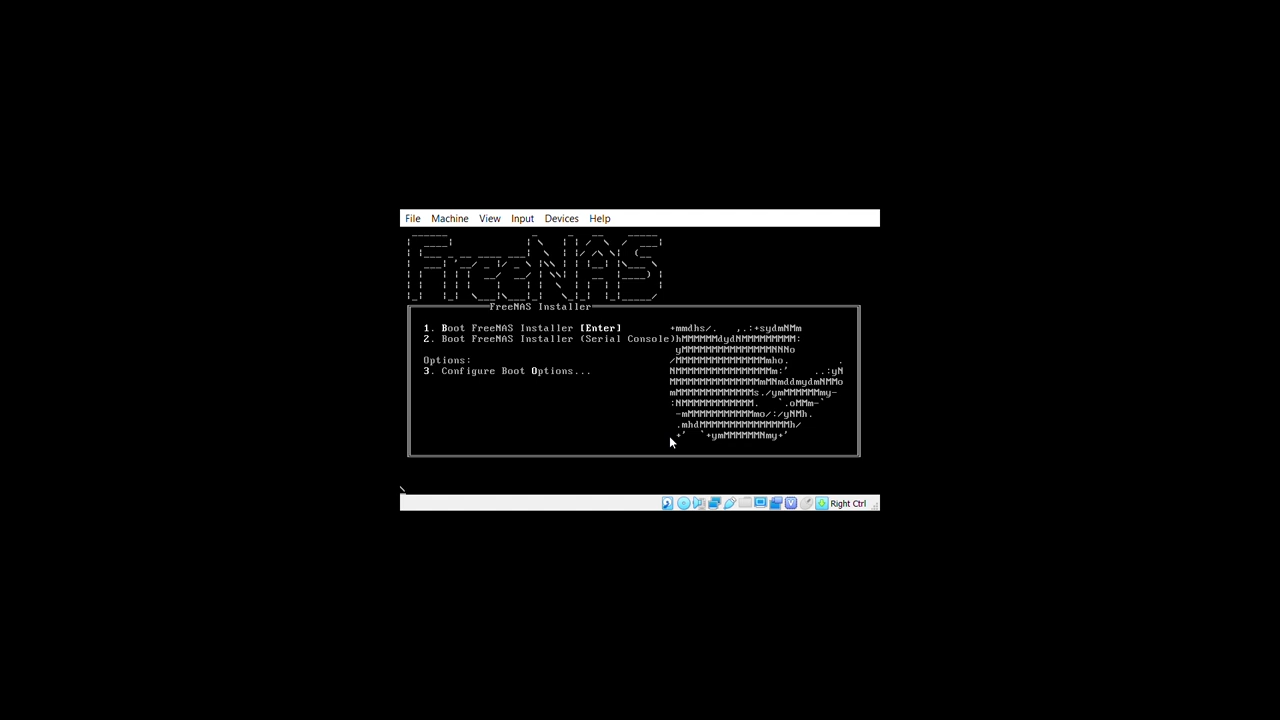 File Machine View Input Devices Help
FreeNAS
FreeNAS Installer
1. Boot FreeNAS Installer [Enter]
2. Boot FreeNAS Installer (Serial Console)
Options:
3. Configure Boot Options...
Right Ctrl